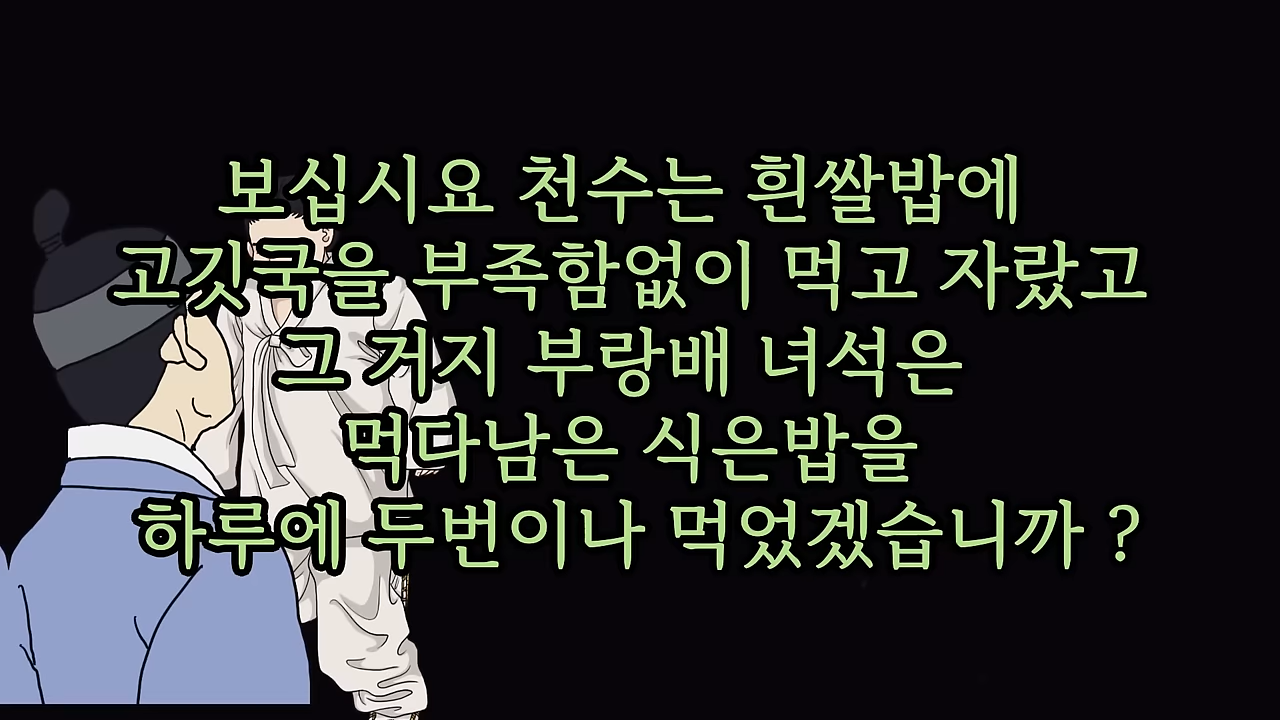 보십시요 천수는 흰쌀밥에
고깃국을 부족함없이 먹고 자랐고
그 거지 부랑배 녀석은
먹다남은 식은밥을
하루에 두번이나 먹었겠습니까 ?